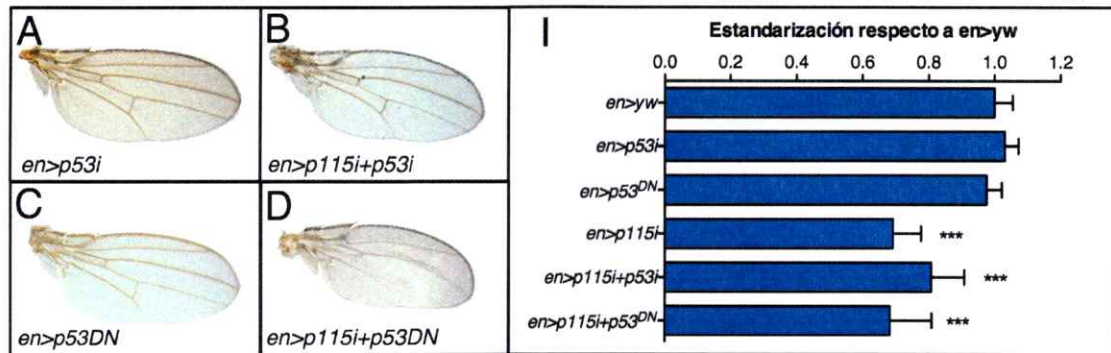 A
en>p53i
B
en>p115i+p53i
C
en>p53DN
D
en>p115i+p53DN
I
Estandarización respecto a en>yw
0.0 0.2 0.4 0.6 0.8 1.0 1.2
en>yw
en>p53i
en>p53DN
en>p115i
***
en>p115i+p53i
***
en>p115i+p53DN
***